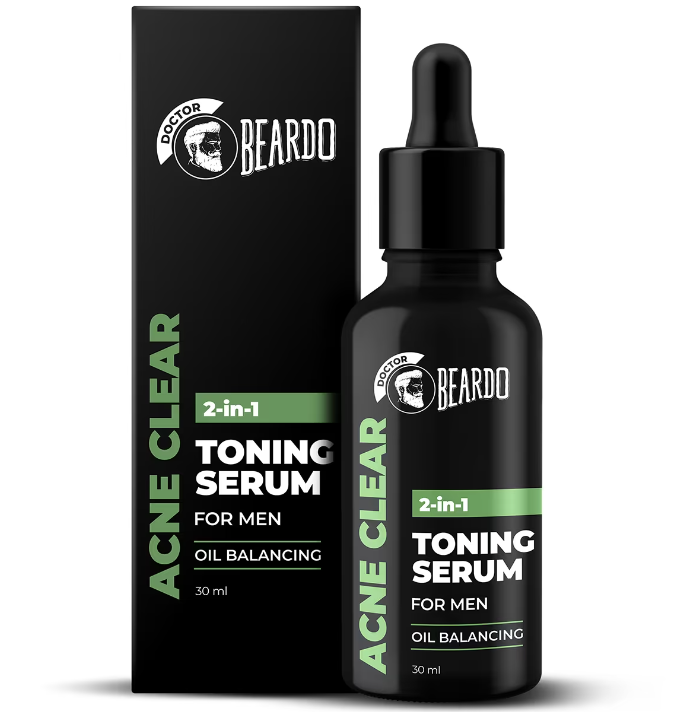 DOCTOR
BEARDO
ACNE CLEAR
2-in-1
TONING
SERUM
FOR MEN
OIL BALANCING
30 ml
DOCTOR
BEARDO
ACNE CLEAR
2-in-1
TONING
SERUM
FOR MEN
OIL BALANCING
30 ml